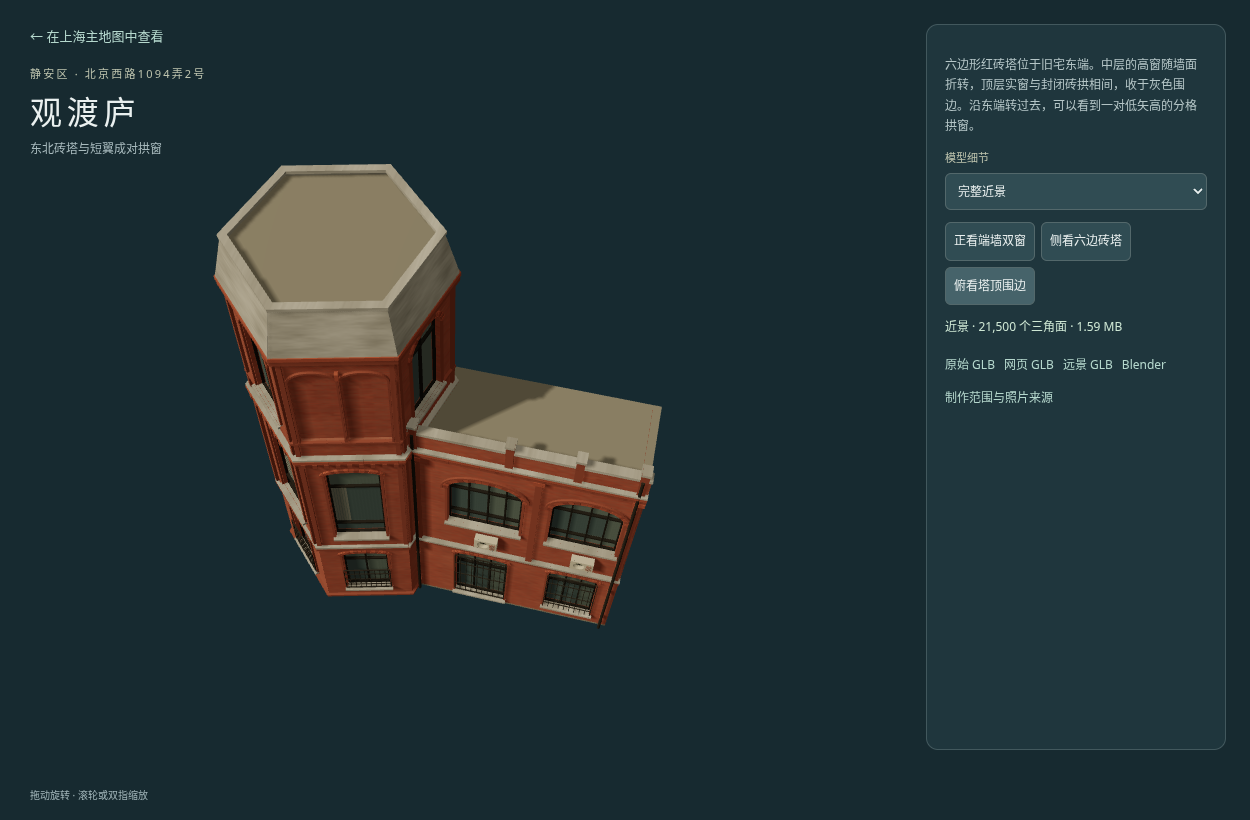 ← 在上海主地图中查看
静安区 · 北京西路1094弄2号
观渡庐
东北砖塔与短翼成对拱窗
六边形红砖塔位于旧宅东端。中层的高窗随墙面
折转，顶层实窗与封闭砖拱相间，收于灰色围
边。沿东端转过去，可以看到一对低矢高的分格
拱窗。
模型细节
完整近景
正看端墙双窗 侧看六边砖塔
俯看塔顶围边
近景 · 21,500 个三角面 · 1.59 MB
原始 GLB 网页 GLB 远景 GLB Blender
制作范围与照片来源
拖动旋转 · 滚轮或双指缩放